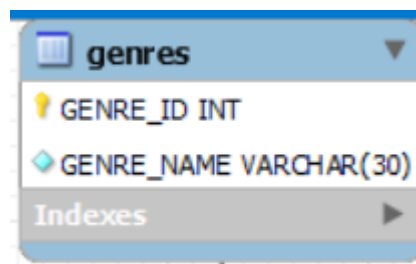 genres
GENRE_ID INT
GENRE_NAME VARCHAR(30)
Indexes